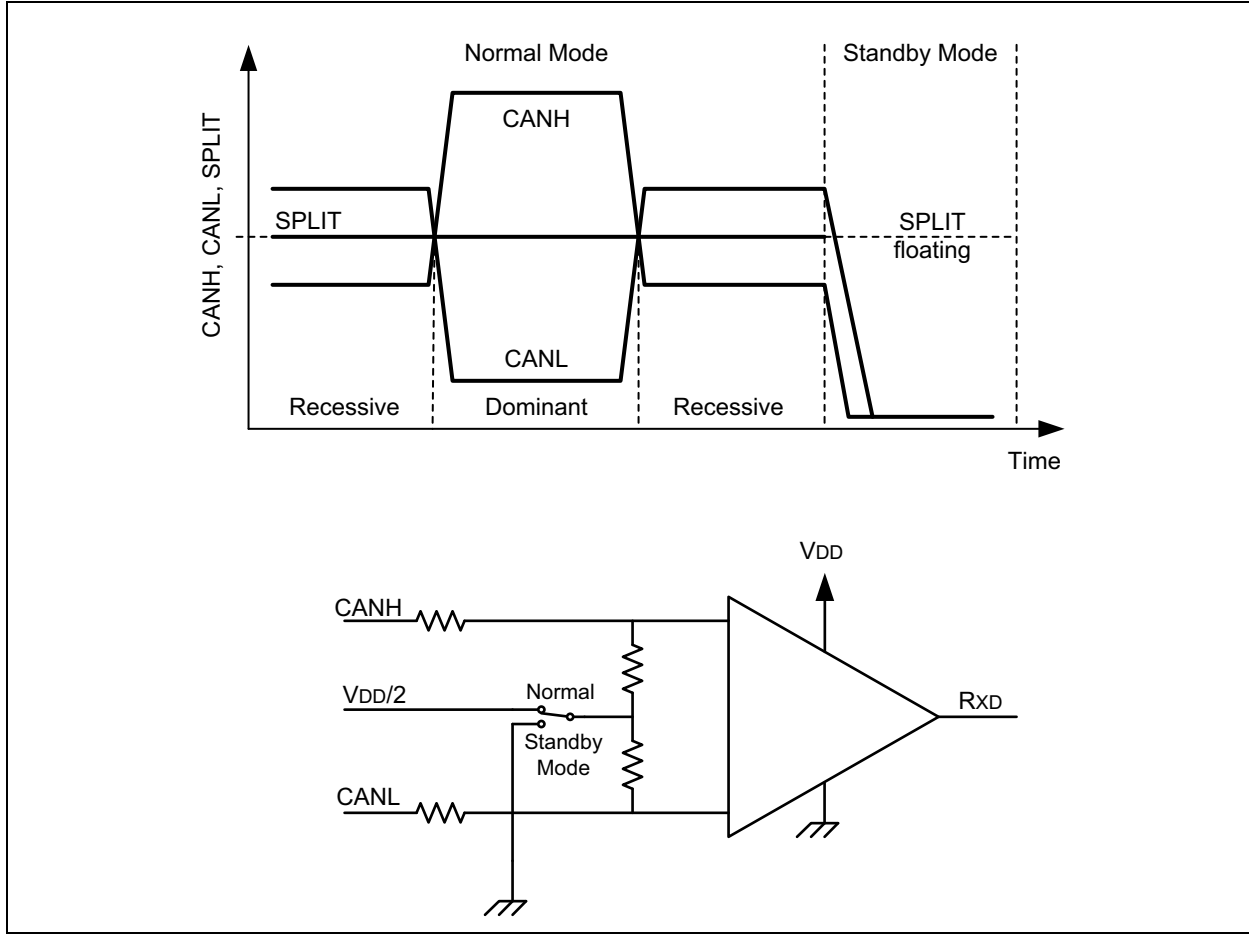 Normal Mode
Standby Mode
CANH, CANL, SPLIT
CANH
SPLIT
SPLIT
floating
CANL
Recessive
Dominant
Recessive
Time
VDD
CANH
VDD/2
Normal
RXD
Standby
Mode
CANL